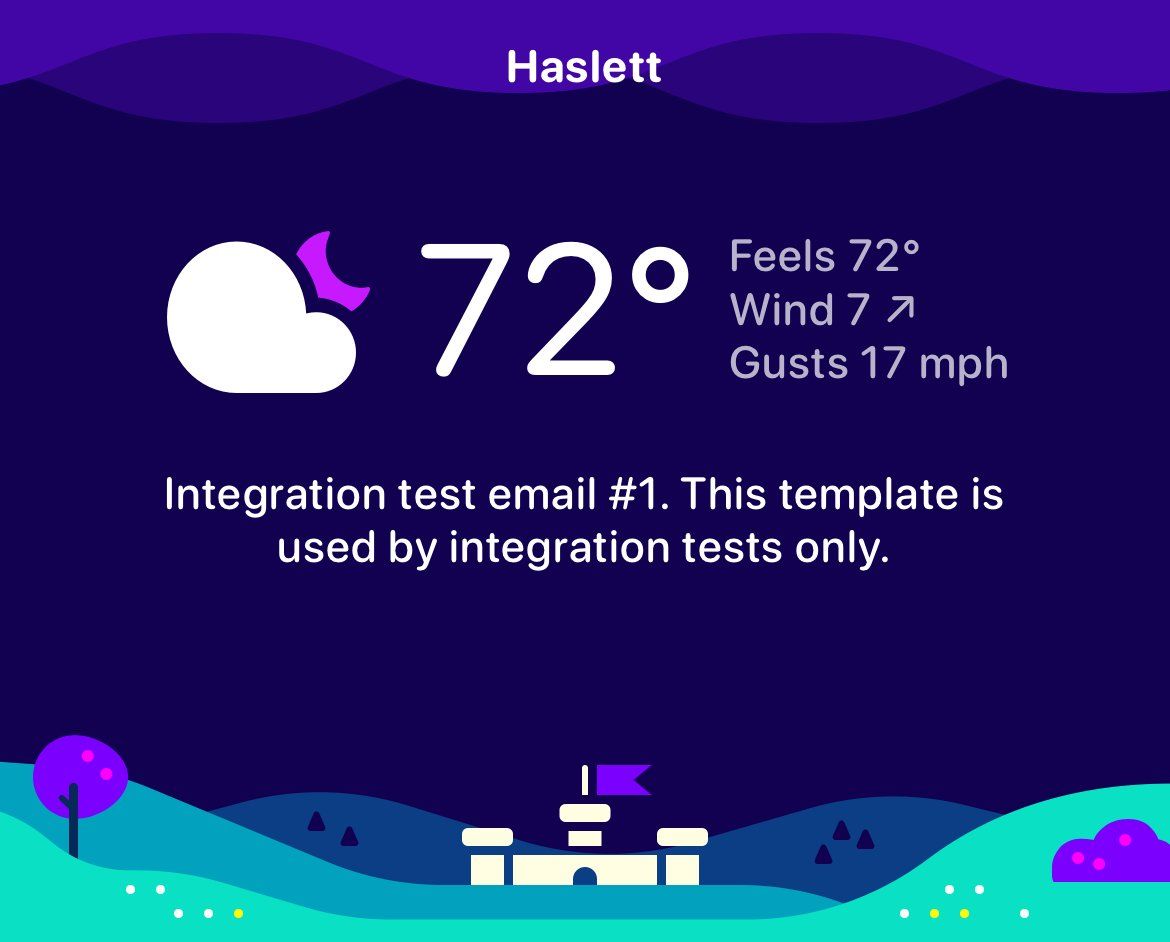 Haslett
72°
Feels 72°
Wind 7 ↗
Gusts 17 mph
Integration test email #1. This template is
used by integration tests only.